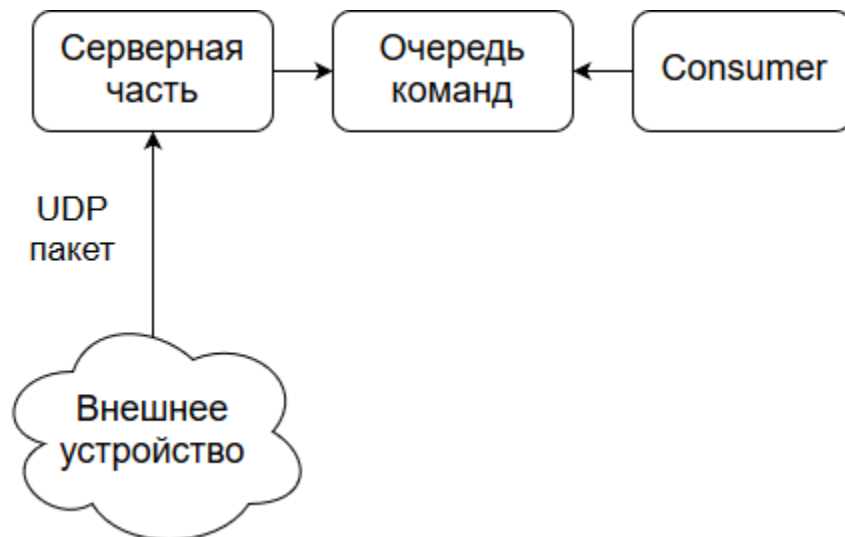 Серверная
часть
Очередь
команд
Consumer
UDP
пакет
Внешнее
устройство